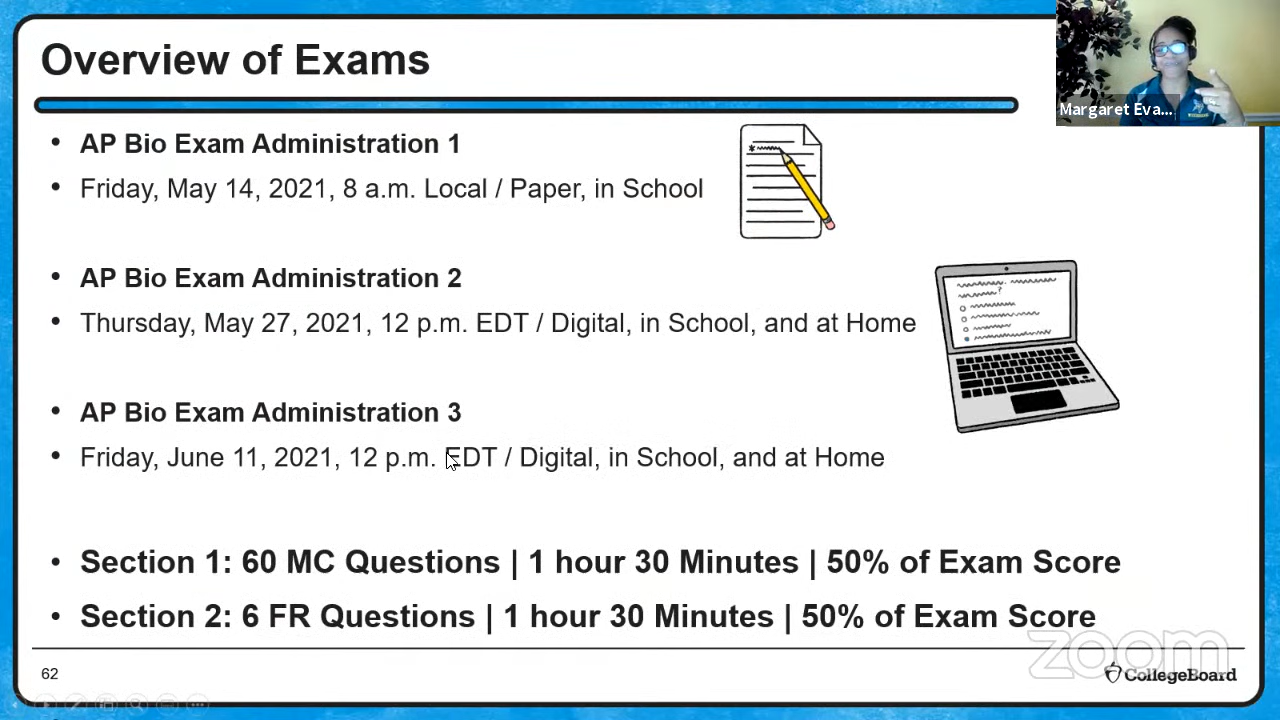 Overview of Exams
Margaret Eva...
• AP Bio Exam Administration 1
• Friday, May 14, 2021, 8 a.m. Local / Paper, in School
• AP Bio Exam Administration 2
• Thursday, May 27, 2021, 12 p.m. EDT / Digital, in School, and at Home
• AP Bio Exam Administration 3
• Friday, June 11, 2021, 12 p.m. EDT / Digital, in School, and at Home
• Section 1: 60 MC Questions | 1 hour 30 Minutes | 50% of Exam Score
• Section 2: 6 FR Questions | 1 hour 30 Minutes | 50% of Exam Score
zoom
62
CollegeBoard